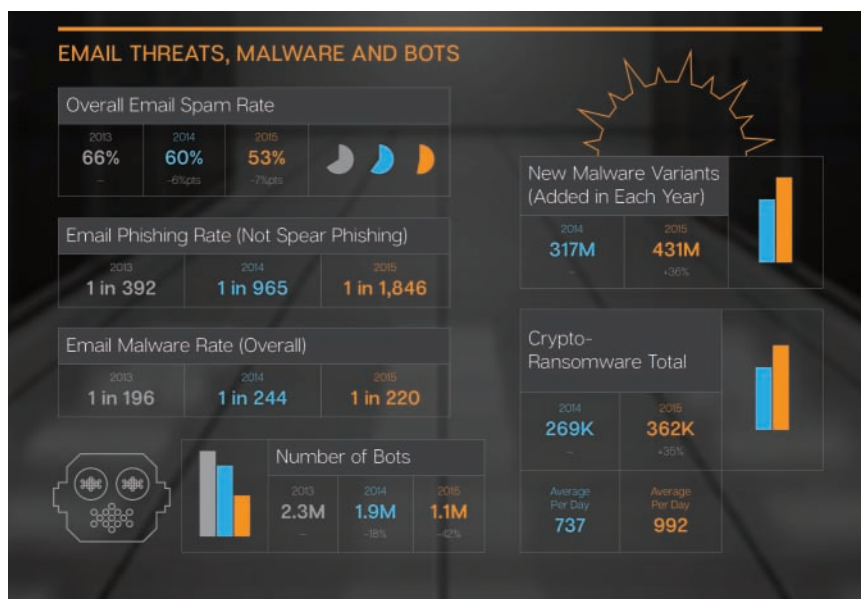 EMAIL THREATS, MALWARE AND BOTS
Overall Email Spam Rate
2013 2014 2015
66% 60% 53%
– -6%pts -7%pts
Email Phishing Rate (Not Spear Phishing)
2013 2014 2015
1 in 392 1 in 965 1 in 1,846
Email Malware Rate (Overall)
2013 2014 2015
1 in 196 1 in 244 1 in 220
Number of Bots
2013 2014 2015
2.3M 1.9M 1.1M
– -18% -42%
New Malware Variants
(Added in Each Year)
2014 2015
317M 431M
– +36%
Crypto-
Ransomware Total
2014 2015
269K 362K
– +35%
Average Average
Per Day Per Day
737 992